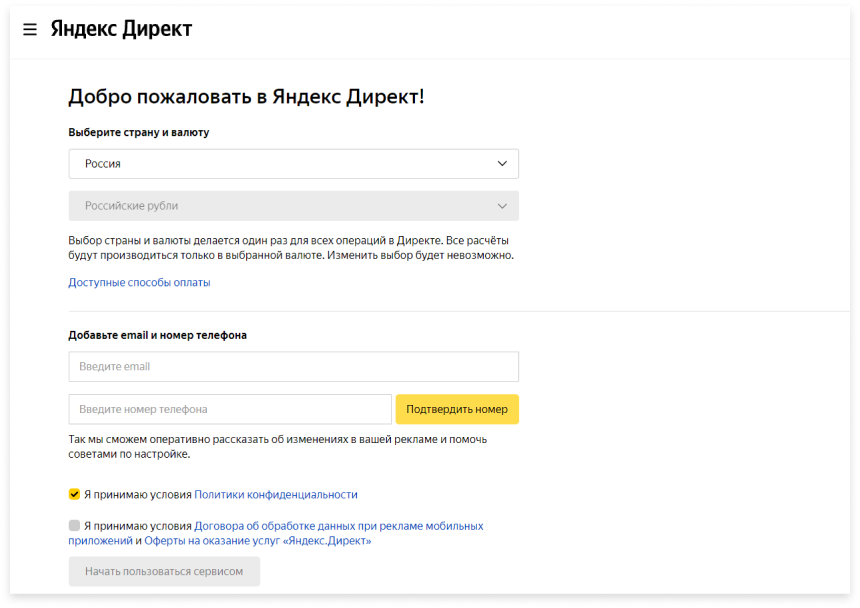 Яндекс Директ
Добро пожаловать в Яндекс Директ!
Выберите страну и валюту
Россия
Российские рубли
Выбор страны и валюты делается один раз для всех операций в Директе. Все расчёты
будут производиться только в выбранной валюте. Изменить выбор будет невозможно.
Доступные способы оплаты
Добавьте email и номер телефона
Введите email
Введите номер телефона
Подтвердить номер
Так мы сможем оперативно рассказать об изменениях в вашей рекламе и помочь
советами по настройке.
Я принимаю условия Политики конфиденциальности
Я принимаю условия Договора об обработке данных при рекламе мобильных
приложений и Оферты на оказание услуг «Яндекс.Директ»
Начать пользоваться сервисом